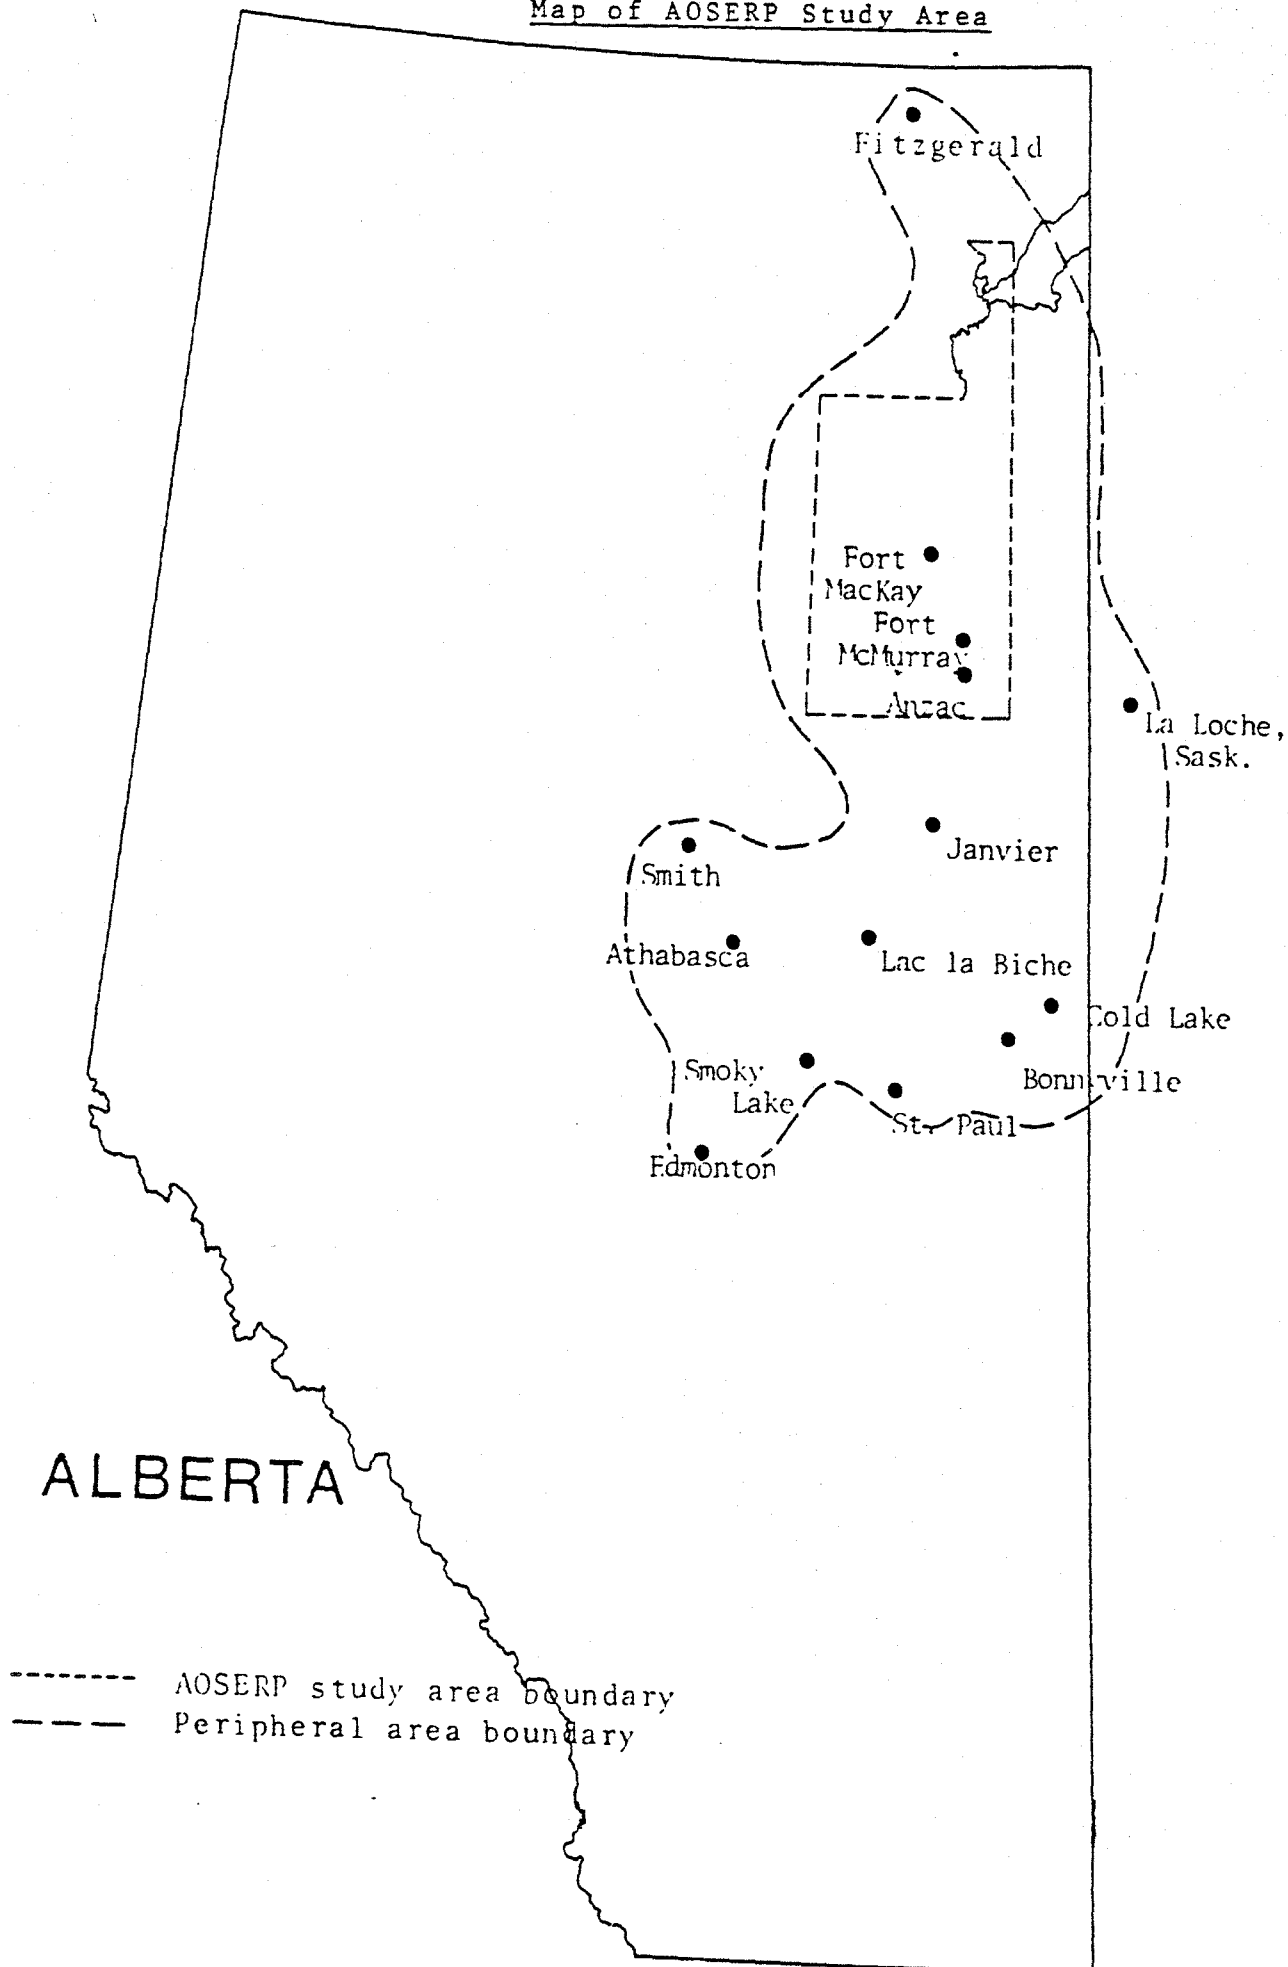 Map of AOSERP Study Area
Fitzgerald
Fort
MacKay
Fort
McMurray
Anzac
La Loche,
Sask.
Janvier
Smith
Athabasca
Lac la Biche
Cold Lake
Bonnyville
Smoky
Lake
St. Paul
Edmonton
ALBERTA
AOSERP study area boundary
Peripheral area boundary